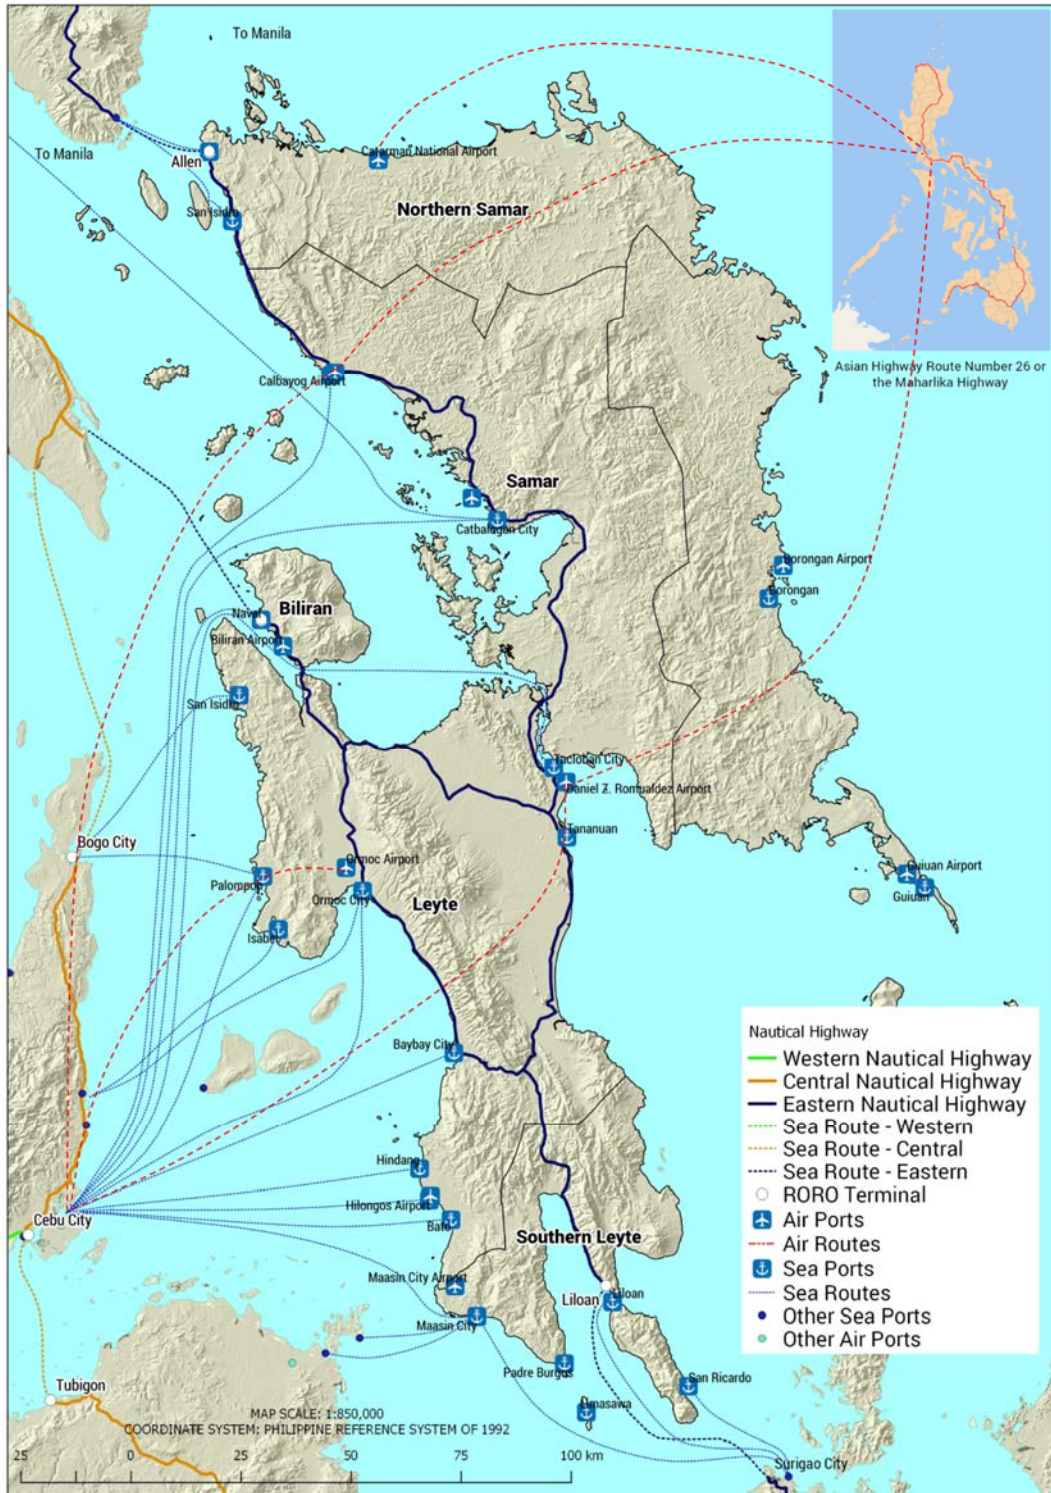 To Manila
To Manila
Allen
Catarman National Airport
San Isidro
Northern Samar
Asian Highway Route Number 26 or
the Maharlika Highway
Calbayog Airport
Samar
Catbalogan City
Borongan Airport
Borongan
Biliran
Naval
Biliran Airport
San Isidro
Tacloban City
Daniel Z. Romualdez Airport
Tananuan
Bogo City
Ormoc Airport
Palompon
Ormoc City
Leyte
Guiuan Airport
Guiuan
Isabel
Baybay City
Hindang
Hilongos Airport
Bato
Cebu City
Southern Leyte
Maasin City Airport
Liloan
Liloan
Maasin City
Padre Burgos
San Ricardo
Limasawa
Tubigon
Surigao City
Nautical Highway
Western Nautical Highway
Central Nautical Highway
Eastern Nautical Highway
Sea Route - Western
Sea Route - Central
Sea Route - Eastern
RORO Terminal
Air Ports
Air Routes
Sea Ports
Sea Routes
Other Sea Ports
Other Air Ports
MAP SCALE: 1:850,000
COORDINATE SYSTEM: PHILIPPINE REFERENCE SYSTEM OF 1992
25 0 25 50 75 100 km